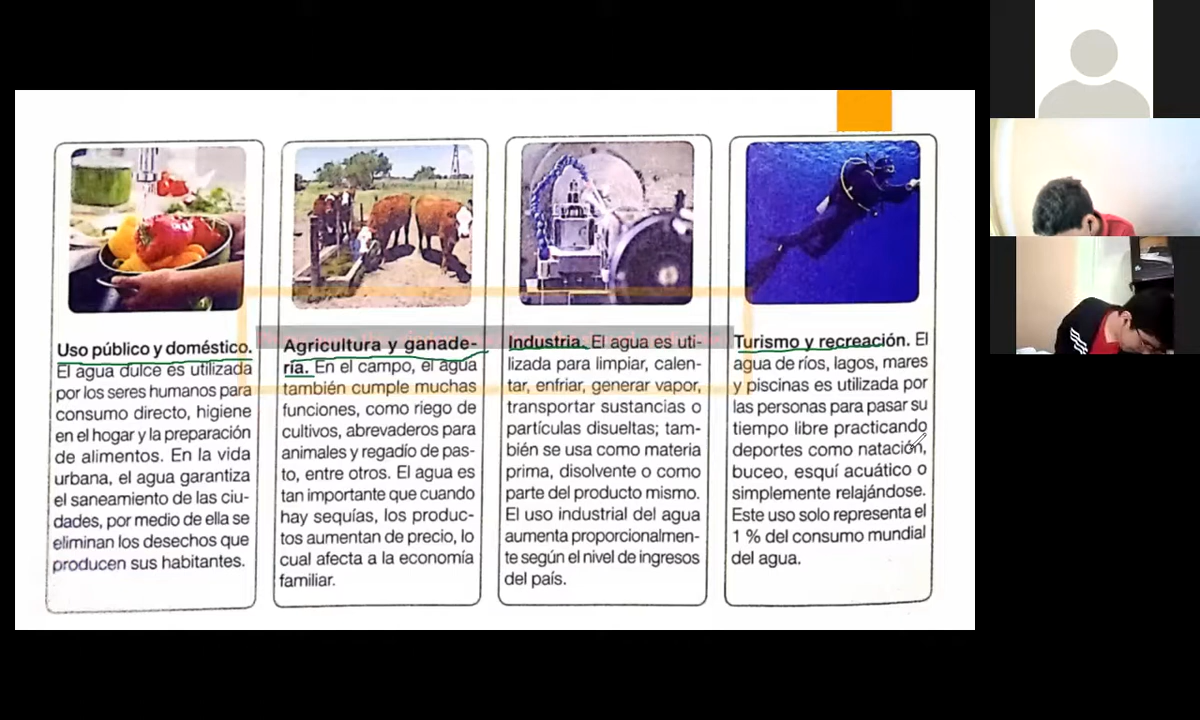 Uso público y doméstico.
El agua dulce es utilizada
por los seres humanos para
consumo directo, higiene
en el hogar y la preparación
de alimentos. En la vida
urbana, el agua garantiza
el saneamiento de las ciu-
dades, por medio de ella se
eliminan los desechos que
producen sus habitantes.
Agricultura y ganade-
ría. En el campo, el agua
también cumple muchas
funciones, como riego de
cultivos, abrevaderos para
animales y regadío de pas-
to, entre otros. El agua es
tan importante que cuando
hay sequías, los produc-
tos aumentan de precio, lo
cual afecta a la economía
familiar.
Industria. El agua es uti-
lizada para limpiar, calen-
tar, enfriar, generar vapor,
transportar sustancias o
partículas disueltas; tam-
bién se usa como materia
prima, disolvente o como
parte del producto mismo.
El uso industrial del agua
aumenta proporcionalmen-
te según el nivel de ingresos
del país.
Turismo y recreación. El
agua de ríos, lagos, mares
y piscinas es utilizada por
las personas para pasar su
tiempo libre practicando
deportes como natación,
buceo, esquí acuático o
simplemente relajándose.
Este uso solo representa el
1 % del consumo mundial
del agua.